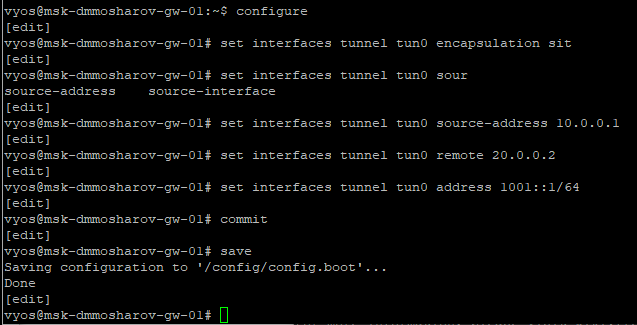 vyos@msk-dmmosharov-gw-01:~$ configure
[edit]
vyos@msk-dmmosharov-gw-01# set interfaces tunnel tun0 encapsulation sit
[edit]
vyos@msk-dmmosharov-gw-01# set interfaces tunnel tun0 sour
source-address    source-interface
[edit]
vyos@msk-dmmosharov-gw-01# set interfaces tunnel tun0 source-address 10.0.0.1
[edit]
vyos@msk-dmmosharov-gw-01# set interfaces tunnel tun0 remote 20.0.0.2
[edit]
vyos@msk-dmmosharov-gw-01# set interfaces tunnel tun0 address 1001::1/64
[edit]
vyos@msk-dmmosharov-gw-01# commit
[edit]
vyos@msk-dmmosharov-gw-01# save
Saving configuration to '/config/config.boot'...
Done
[edit]
vyos@msk-dmmosharov-gw-01#